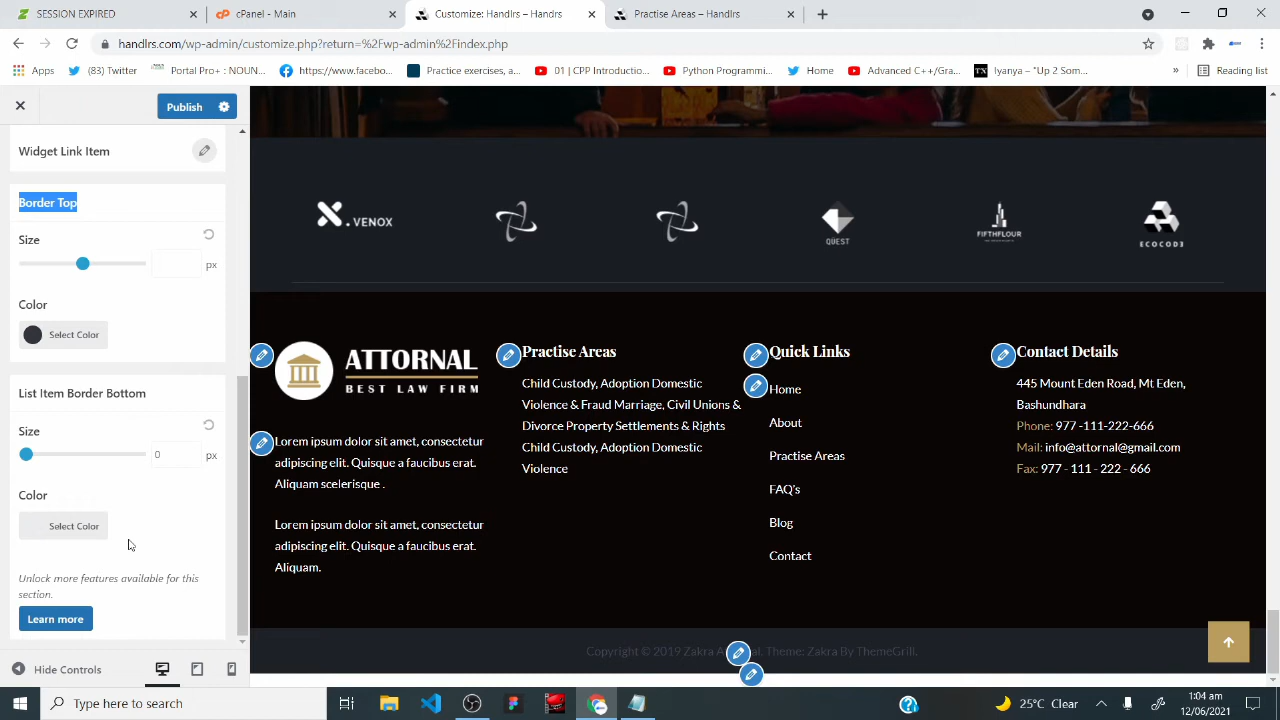 SESSION EXPIRED
cPanel - Main
Customize: Handlrs – Handlrs
Practise Areas – Handlrs
handlrs.com/wp-admin/customize.php?return=%2Fwp-admin%2Findex.php
Apps
(83) Twitter
Portal Pro+ : NOUN...
https://www.facebo...
Practice exercises, a...
01 | CPP Introductio...
Python Programmi...
Home
Advanced C++/Gra...
TX
Iyanya – "Up 2 Som...
»
Reading list
Publish
Widget Link Item
Border Top
Size
px
Color
Select Color
List Item Border Bottom
Size
0
px
Color
Select Color
Unlock more features available for this
section.
Learn more
Hide Controls
X.VENOX
QUEST
FIFTHFLOUR
ECOCOD3
ATTORNAL
BEST LAW FIRM
Lorem ipsum dolor sit amet, consectetur
adipiscing elit. Quisque a faucibus erat.
Aliquam scelerisque .
Lorem ipsum dolor sit amet, consectetur
adipiscing elit. Quisque a faucibus erat.
Aliquam.
Practise Areas
Child Custody, Adoption Domestic
Violence & Fraud Marriage, Civil Unions &
Divorce Property Settlements & Rights
Child Custody, Adoption Domestic
Violence
Quick Links
Home
About
Practise Areas
FAQ's
Blog
Contact
Contact Details
445 Mount Eden Road, Mt Eden,
Bashundhara
Phone: 977 -111-222-666
Mail: info@attornal@gmail.com
Fax: 977 - 111 - 222 - 666
Copyright © 2019 Zakra A al. Theme: Zakra By ThemeGrill.
Type here to search
25°C Clear
1:04 am
12/06/2021